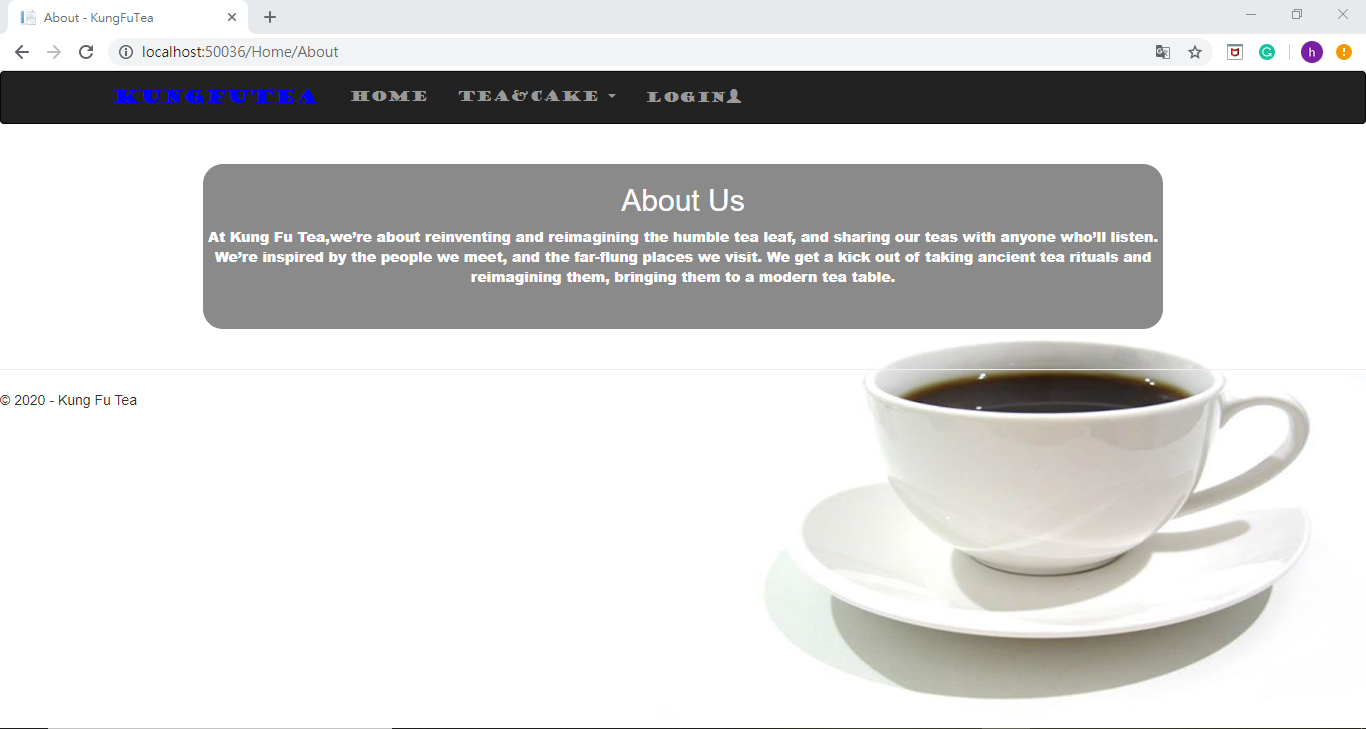 About - KungFuTea
localhost:50036/Home/About
h
KUNGFUTEA HOME TEA&CAKE LOGIN
About Us
At Kung Fu Tea,we’re about reinventing and reimagining the humble tea leaf, and sharing our teas with anyone who’ll listen.
We’re inspired by the people we meet, and the far-flung places we visit. We get a kick out of taking ancient tea rituals and
reimagining them, bringing them to a modern tea table.
© 2020 - Kung Fu Tea